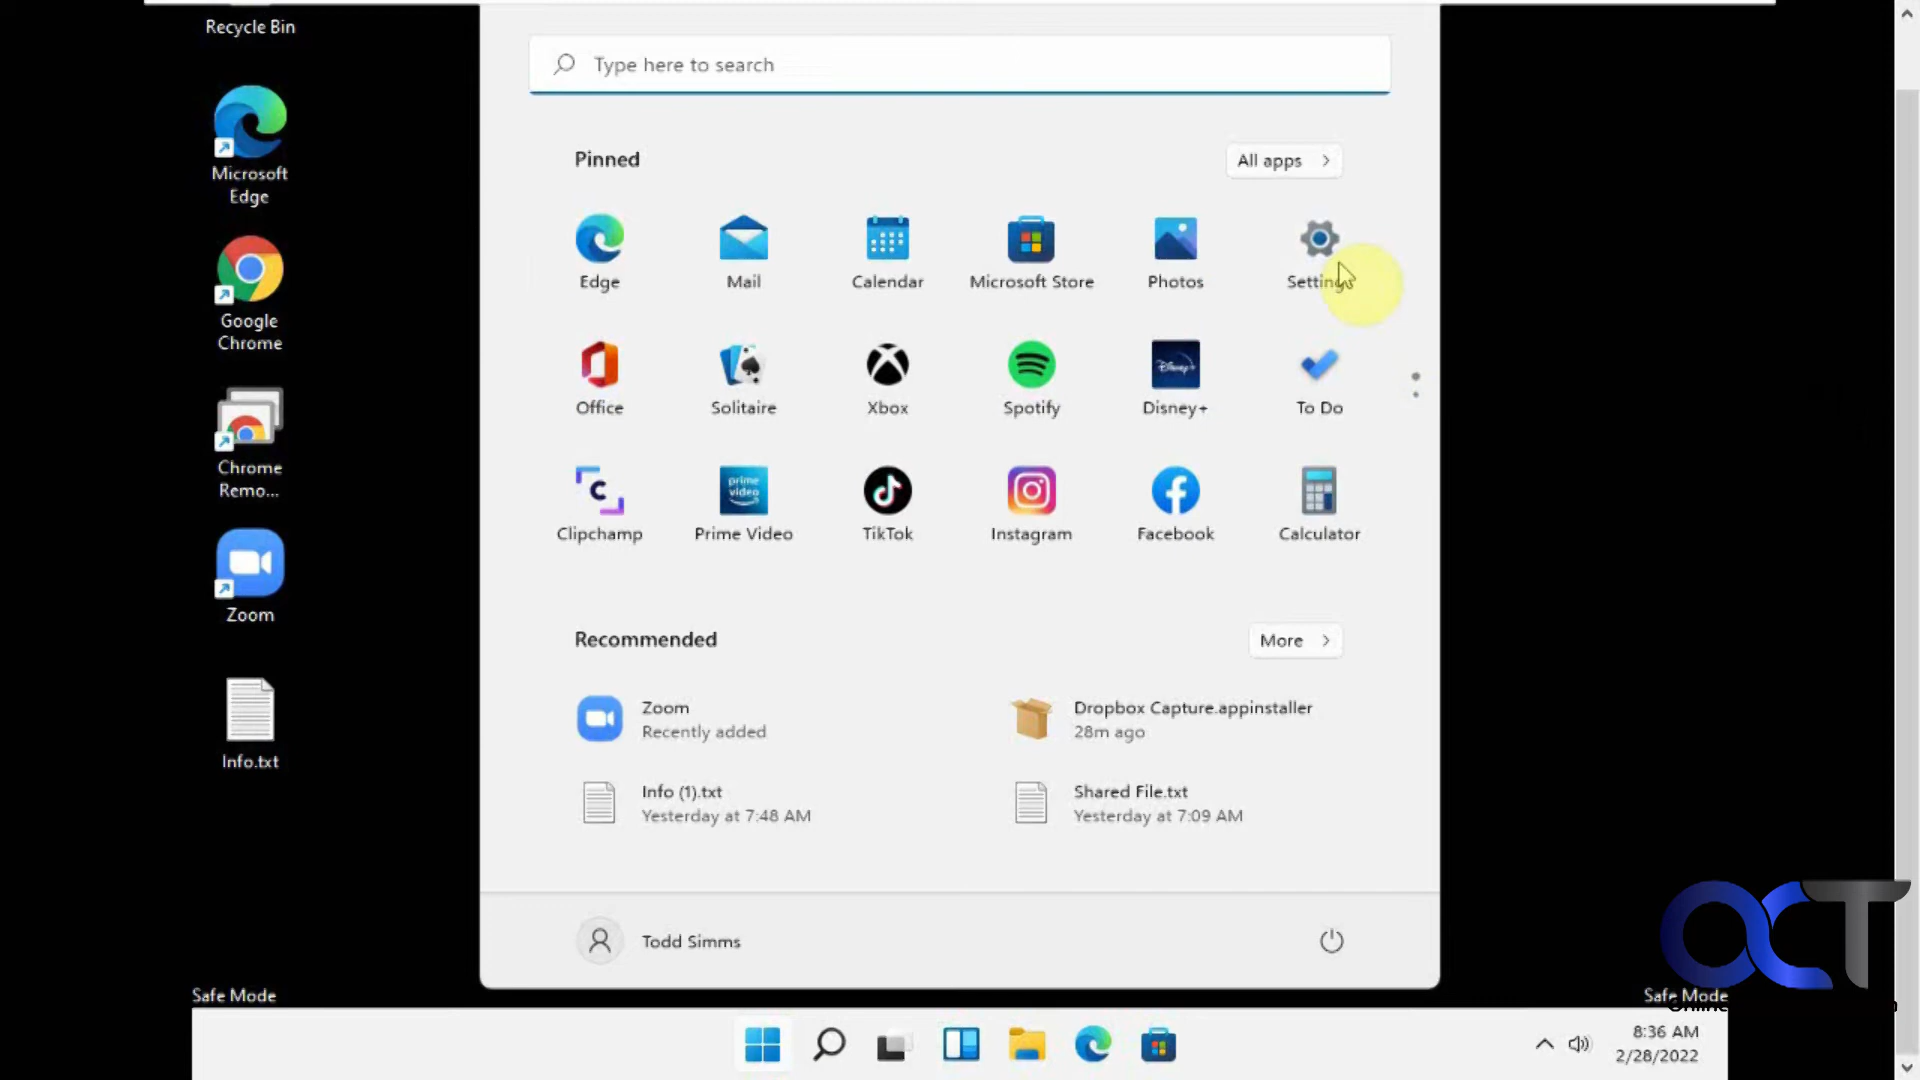 Recycle Bin
Type here to search
Pinned
All apps
Microsoft
Edge
Edge
Mail
Calendar
Microsoft Store
Photos
Settings
Google
Chrome
Office
Solitaire
Xbox
Spotify
Disney+
Disney+
To Do
Chrome
Remo...
prime
video
Clipchamp
Prime Video
TikTok
Instagram
Facebook
Calculator
Zoom
Recommended
More
Zoom
Recently added
Dropbox Capture.appinstaller
28m ago
Info.txt
Info (1).txt
Yesterday at 7:48 AM
Shared File.txt
Yesterday at 7:09 AM
Todd Simms
OCT
Safe Mode
Safe Mode
8:36 AM
2/28/2022